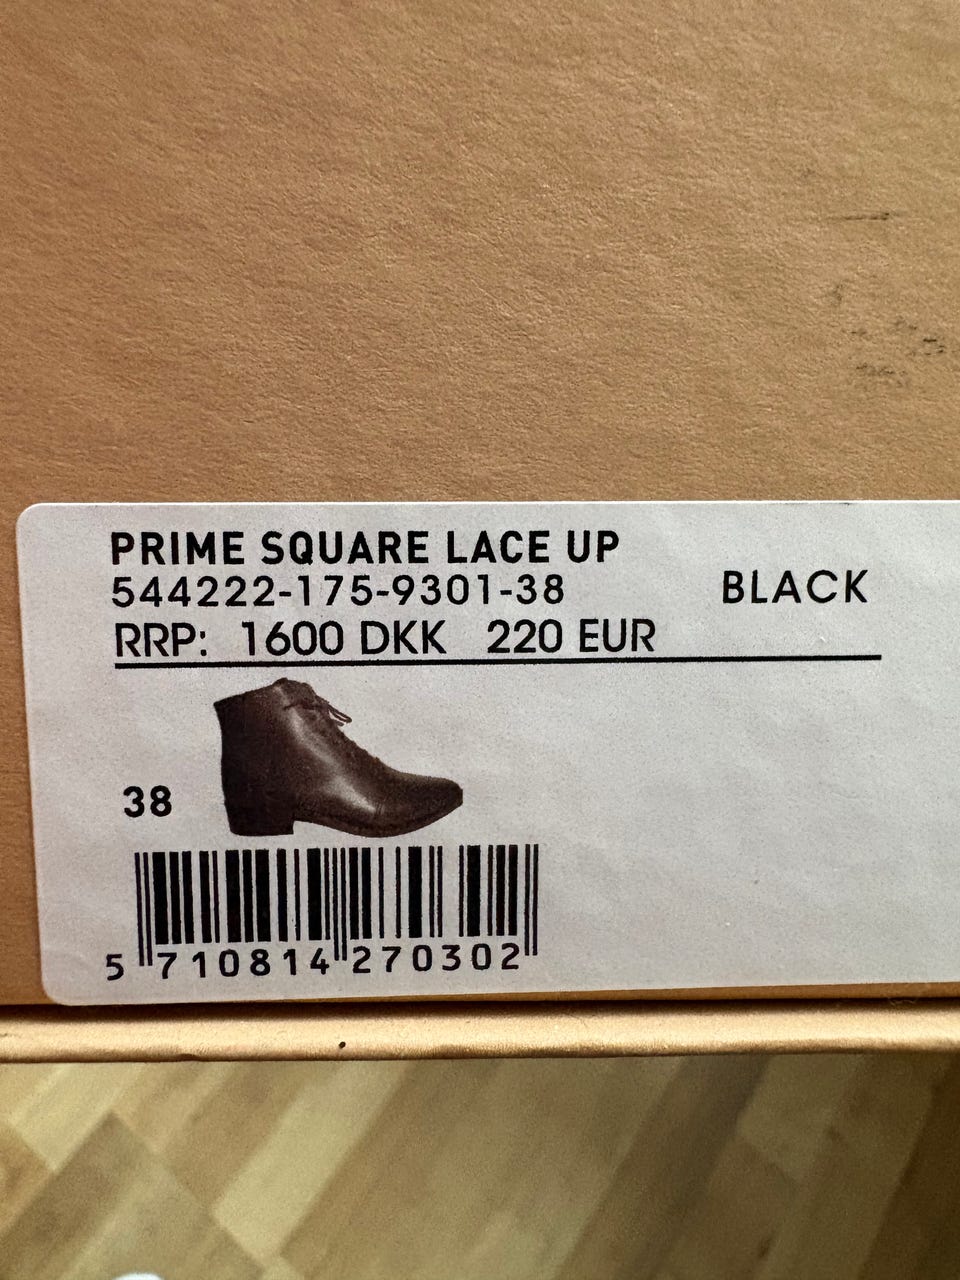 PRIME SQUARE LACE UP
544222-175-9301-38 BLACK
RRP: 1600 DKK 220 EUR
38
5 710814 270302